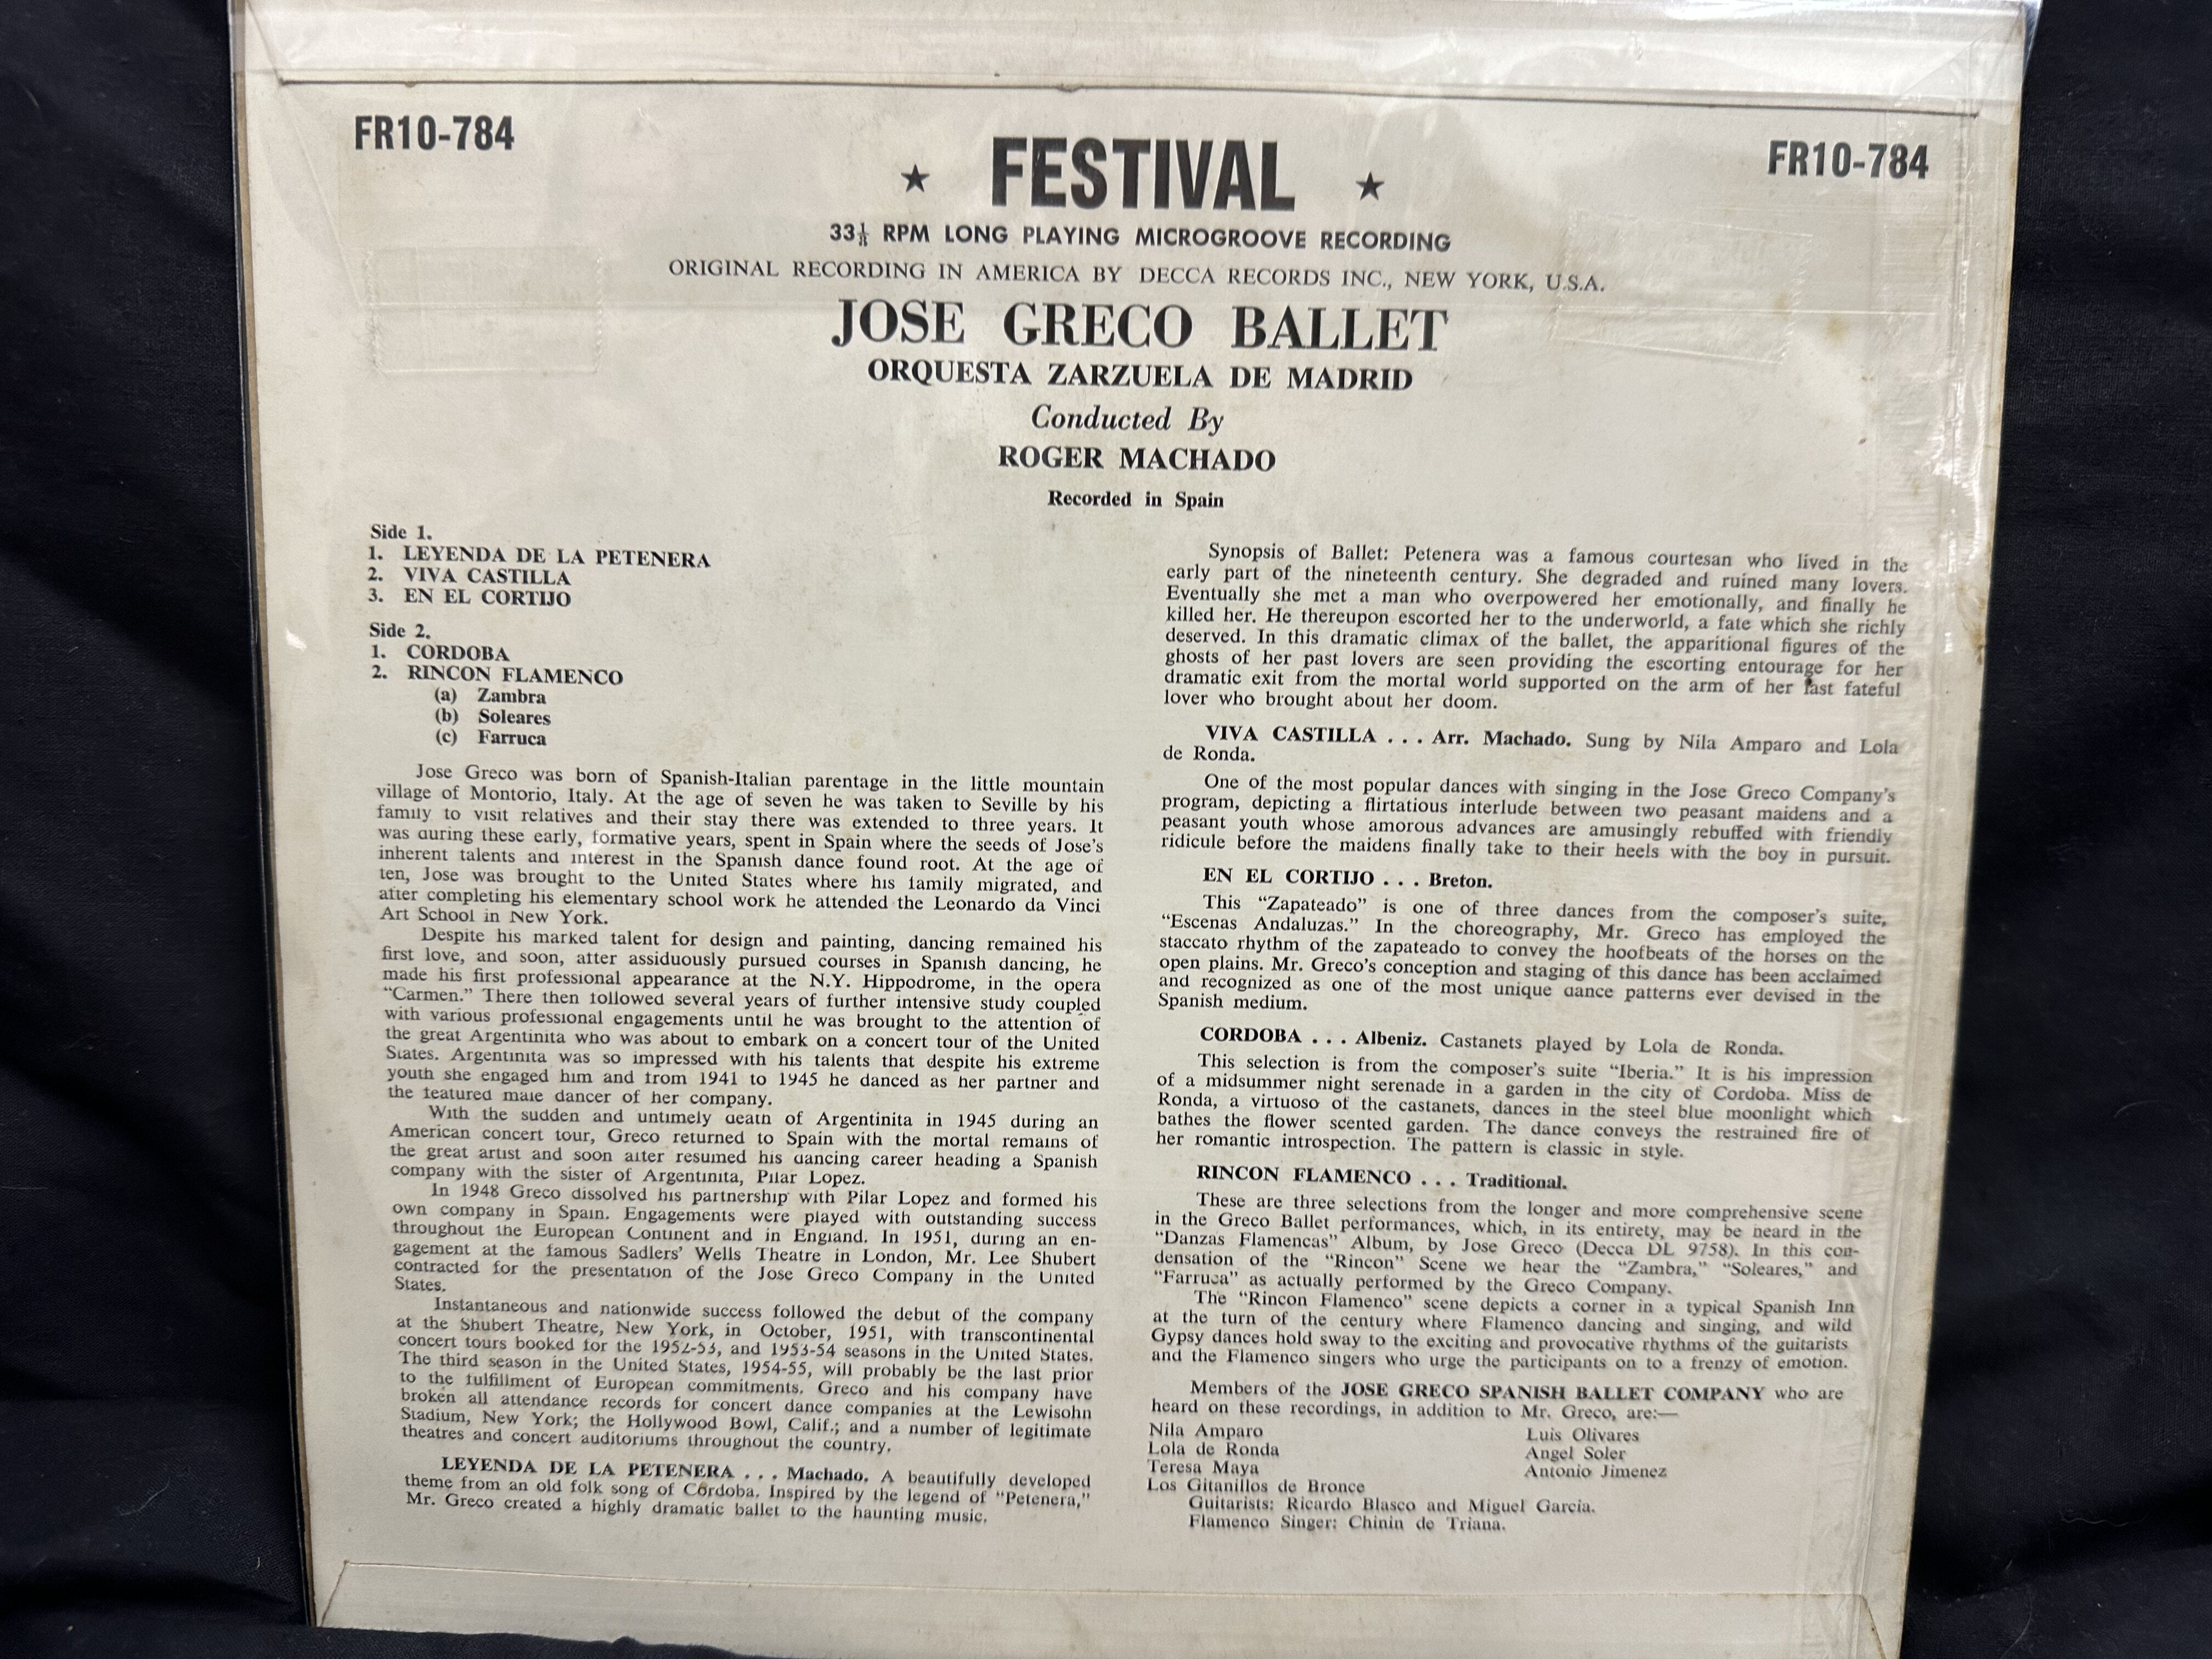 FR10-784
FR10-784
★ FESTIVAL ★
33⅓ RPM LONG PLAYING MICROGROOVE RECORDING
ORIGINAL RECORDING IN AMERICA BY DECCA RECORDS INC., NEW YORK, U.S.A.
JOSE GRECO BALLET
ORQUESTA ZARZUELA DE MADRID
Conducted By
ROGER MACHADO
Recorded in Spain
Side 1.
1. LEYENDA DE LA PETENERA
2. VIVA CASTILLA
3. EN EL CORTIJO
Side 2.
1. CORDOBA
2. RINCON FLAMENCO
(a) Zambra
(b) Soleares
(c) Farruca
Jose Greco was born of Spanish-Italian parentage in the little mountain
village of Montorio, Italy. At the age of seven he was taken to Seville by his
family to visit relatives and their stay there was extended to three years. It
was during these early, formative years, spent in Spain where the seeds of Jose's
inherent talents and interest in the Spanish dance found root. At the age of
ten, Jose was brought to the United States where his family migrated, and
after completing his elementary school work he attended the Leonardo da Vinci
Art School in New York.
Despite his marked talent for design and painting, dancing remained his
first love, and soon, after assiduously pursued courses in Spanish dancing, he
made his first professional appearance at the N.Y. Hippodrome, in the opera
"Carmen." There then followed several years of further intensive study coupled
with various professional engagements until he was brought to the attention of
the great Argentinita who was about to embark on a concert tour of the United
States. Argentinita was so impressed with his talents that despite his extreme
youth she engaged him and from 1941 to 1945 he danced as her partner and
the featured male dancer of her company.
With the sudden and untimely death of Argentinita in 1945 during an
American concert tour, Greco returned to Spain with the mortal remains of
the great artist and soon after resumed his dancing career heading a Spanish
company with the sister of Argentinita, Pilar Lopez.
In 1948 Greco dissolved his partnership with Pilar Lopez and formed his
own company in Spain. Engagements were played with outstanding success
throughout the European Continent and in England. In 1951, during an en-
gagement at the famous Sadlers' Wells Theatre in London, Mr. Lee Shubert
contracted for the presentation of the Jose Greco Company in the United
States.
Instantaneous and nationwide success followed the debut of the company
at the Shubert Theatre, New York, in October, 1951, with transcontinental
concert tours booked for the 1952-53, and 1953-54 seasons in the United States.
The third season in the United States, 1954-55, will probably be the last prior
to the fulfillment of European commitments. Greco and his company have
broken all attendance records for concert dance companies at the Lewisohn
Stadium, New York; the Hollywood Bowl, Calif.; and a number of legitimate
theatres and concert auditoriums throughout the country.
LEYENDA DE LA PETENERA . . . Machado. A beautifully developed
theme from an old folk song of Cordoba. Inspired by the legend of "Petenera,"
Mr. Greco created a highly dramatic ballet to the haunting music.
Synopsis of Ballet: Petenera was a famous courtesan who lived in the
early part of the nineteenth century. She degraded and ruined many lovers.
Eventually she met a man who overpowered her emotionally, and finally he
killed her. He thereupon escorted her to the underworld, a fate which she richly
deserved. In this dramatic climax of the ballet, the apparitional figures of the
ghosts of her past lovers are seen providing the escorting entourage for her
dramatic exit from the mortal world supported on the arm of her last fateful
lover who brought about her doom.
VIVA CASTILLA . . . Arr. Machado. Sung by Nila Amparo and Lola
de Ronda.
One of the most popular dances with singing in the Jose Greco Company's
program, depicting a flirtatious interlude between two peasant maidens and a
peasant youth whose amorous advances are amusingly rebuffed with friendly
ridicule before the maidens finally take to their heels with the boy in pursuit.
EN EL CORTIJO . . . Breton.
This "Zapateado" is one of three dances from the composer's suite,
"Escenas Andaluzas." In the choreography, Mr. Greco has employed the
staccato rhythm of the zapateado to convey the hoofbeats of the horses on the
open plains. Mr. Greco's conception and staging of this dance has been acclaimed
and recognized as one of the most unique dance patterns ever devised in the
Spanish medium.
CORDOBA . . . Albeniz. Castanets played by Lola de Ronda.
This selection is from the composer's suite "Iberia." It is his impression
of a midsummer night serenade in a garden in the city of Cordoba. Miss de
Ronda, a virtuoso of the castanets, dances in the steel blue moonlight which
bathes the flower scented garden. The dance conveys the restrained fire of
her romantic introspection. The pattern is classic in style.
RINCON FLAMENCO . . . Traditional.
These are three selections from the longer and more comprehensive scene
in the Greco Ballet performances, which, in its entirety, may be heard in the
"Danzas Flamencas" Album, by Jose Greco (Decca DL 9758). In this con-
densation of the "Rincon" Scene we hear the "Zambra," "Soleares," and
"Farruca" as actually performed by the Greco Company.
The "Rincon Flamenco" scene depicts a corner in a typical Spanish Inn
at the turn of the century where Flamenco dancing and singing, and wild
Gypsy dances hold sway to the exciting and provocative rhythms of the guitarists
and the Flamenco singers who urge the participants on to a frenzy of emotion.
Members of the JOSE GRECO SPANISH BALLET COMPANY who are
heard on these recordings, in addition to Mr. Greco, are:—
Nila Amparo
Lola de Ronda
Teresa Maya
Los Gitanillos de Bronce
Luis Olivares
Angel Soler
Antonio Jimenez
Guitarists: Ricardo Blasco and Miguel Garcia.
Flamenco Singer: Chinin de Triana.